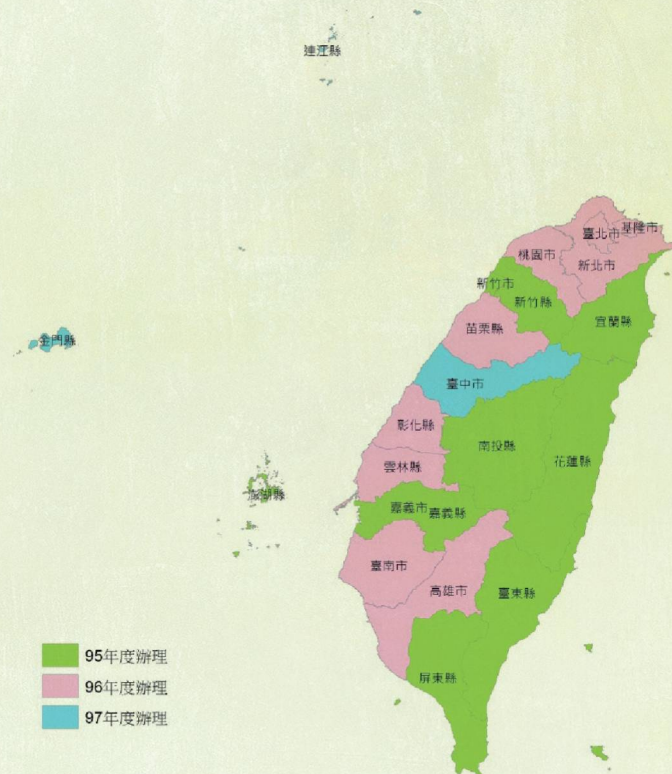 連江縣
臺北市
基隆市
桃園市
新北市
新竹市
新竹縣
宜蘭縣
苗栗縣
金門縣
臺中市
彰化縣
南投縣
花蓮縣
雲林縣
澎湖縣
嘉義市
嘉義縣
臺南市
高雄市
臺東縣
屏東縣
95年度辦理
96年度辦理
97年度辦理